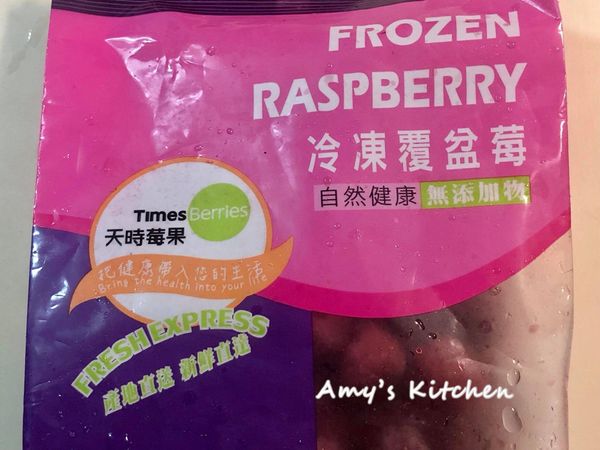 FROZEN
RASPBERRY
冷凍覆盆莓
自然健康 無添加物
TimesBerries
天時莓果
把健康帶入您的生活
Bring the health into your life
FRESH EXPRESS
產地直送 新鮮直達
Amy's Kitchen